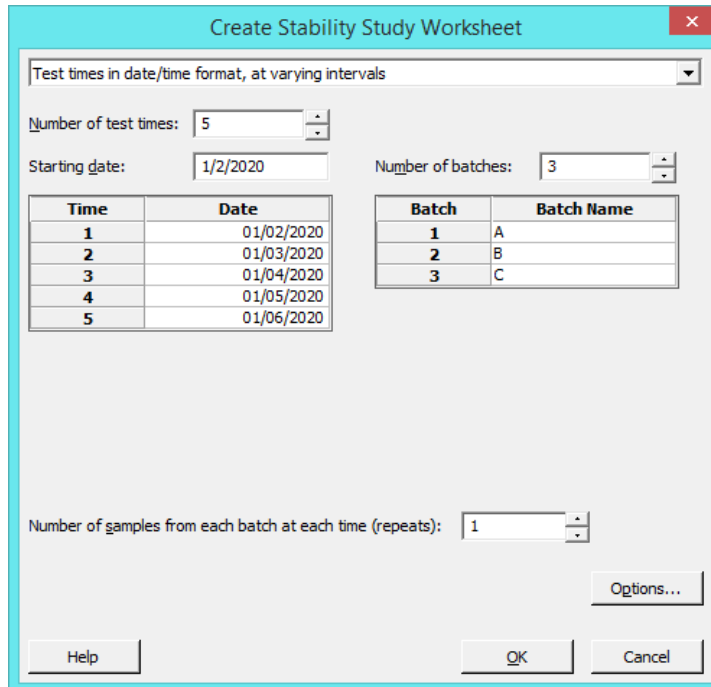 Create Stability Study Worksheet
Test times in date/time format, at varying intervals
Number of test times: 5
Starting date: 1/2/2020 Number of batches: 3
Time Date Batch Batch Name
1 01/02/2020 1 A
2 01/03/2020 2 B
3 01/04/2020 3 C
4 01/05/2020
5 01/06/2020
Number of samples from each batch at each time (repeats): 1
Options...
Help OK Cancel